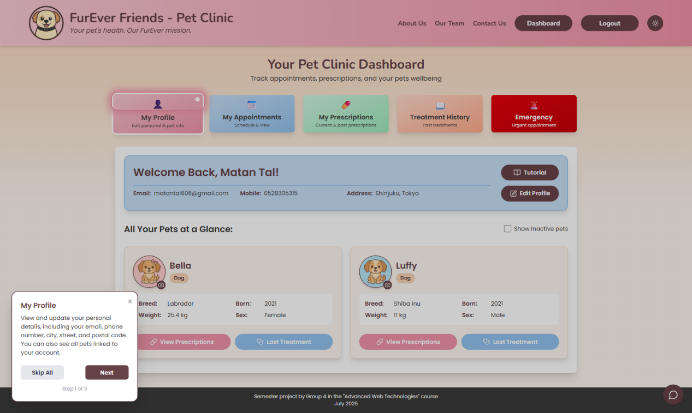 FurEver Friends - Pet Clinic
Your pet's health. Our FurEver mission.
About Us
Our Team
Contact Us
Dashboard
Logout
Your Pet Clinic Dashboard
Track appointments, prescriptions, and your pets wellbeing
My Profile
Edit personal & pet info
My Appointments
Schedule & view
My Prescriptions
Current & past prescriptions
Treatment History
Past treatments
Emergency
Urgent appointment
Welcome Back, Matan Tal!
Tutorial
Email: matantal606@gmail.com Mobile: 0528305315 Address: Shinjuku, Tokyo
Edit Profile
All Your Pets at a Glance:
Show inactive pets
Bella
Dog
Breed: Labrador Born: 2021
Weight: 25.4 kg Sex: Female
View Prescriptions
Last Treatment
Luffy
Dog
Breed: Shiba Inu Born: 2021
Weight: 11 kg Sex: Male
View Prescriptions
Last Treatment
My Profile
×
View and update your personal
details, including your email, phone
number, city, street, and postal code.
You can also see all pets linked to
your account.
Skip All
Next
Step 1 of 9
Semester project by Group 4 in the "Advanced Web Technologies" course
July 2025